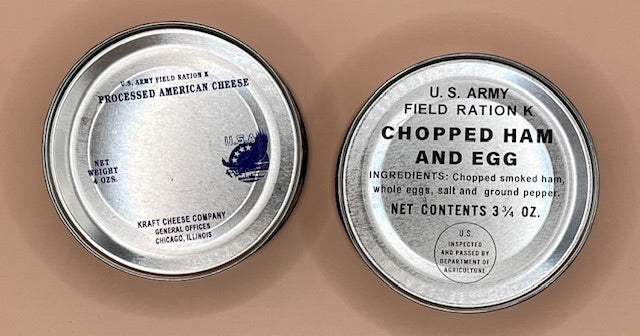 U.S. ARMY FIELD RATION K
PROCESSED AMERICAN CHEESE
U.S.A.
NET
WEIGHT
4 OZS.
KRAFT CHEESE COMPANY
GENERAL OFFICES
CHICAGO, ILLINOIS
U. S. ARMY
FIELD RATION K
CHOPPED HAM
AND EGG
INGREDIENTS: Chopped smoked ham,
whole eggs, salt and ground pepper.
NET CONTENTS 3 ¾ OZ.
U.S.
INSPECTED
AND PASSED BY
DEPARTMENT OF
AGRICULTURE